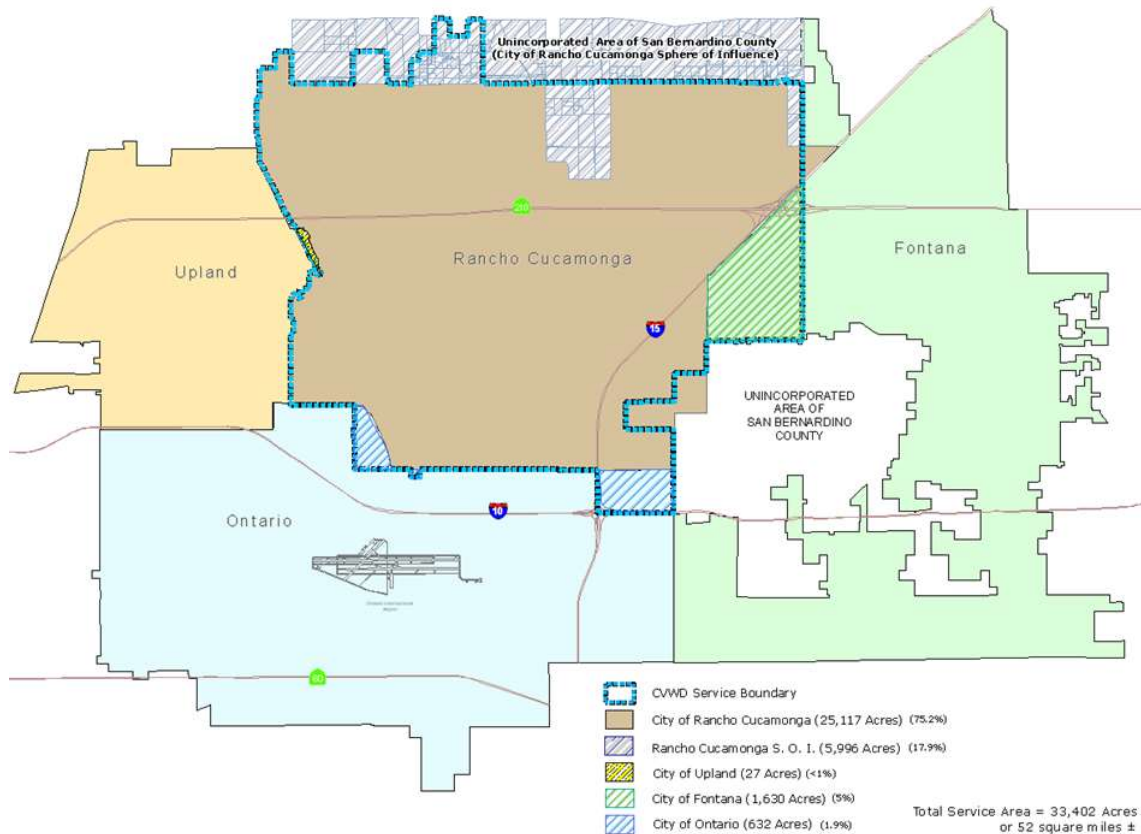 Unincorporated Area of San Bernardino County
(City of Rancho Cucamonga Sphere of Influence)
210
Upland
Rancho Cucamonga
Fontana
15
UNINCORPORATED
AREA OF
SAN BERNARDINO
COUNTY
Ontario
10
60
CVWD Service Boundary
City of Rancho Cucamonga (25,117 Acres) (75.2%)
Rancho Cucamonga S. O. I. (5,996 Acres) (17.9%)
City of Upland (27 Acres) (<1%)
City of Fontana (1,630 Acres) (5%)
City of Ontario (632 Acres) (1.9%)
Total Service Area = 33,402 Acres
or 52 square miles ±